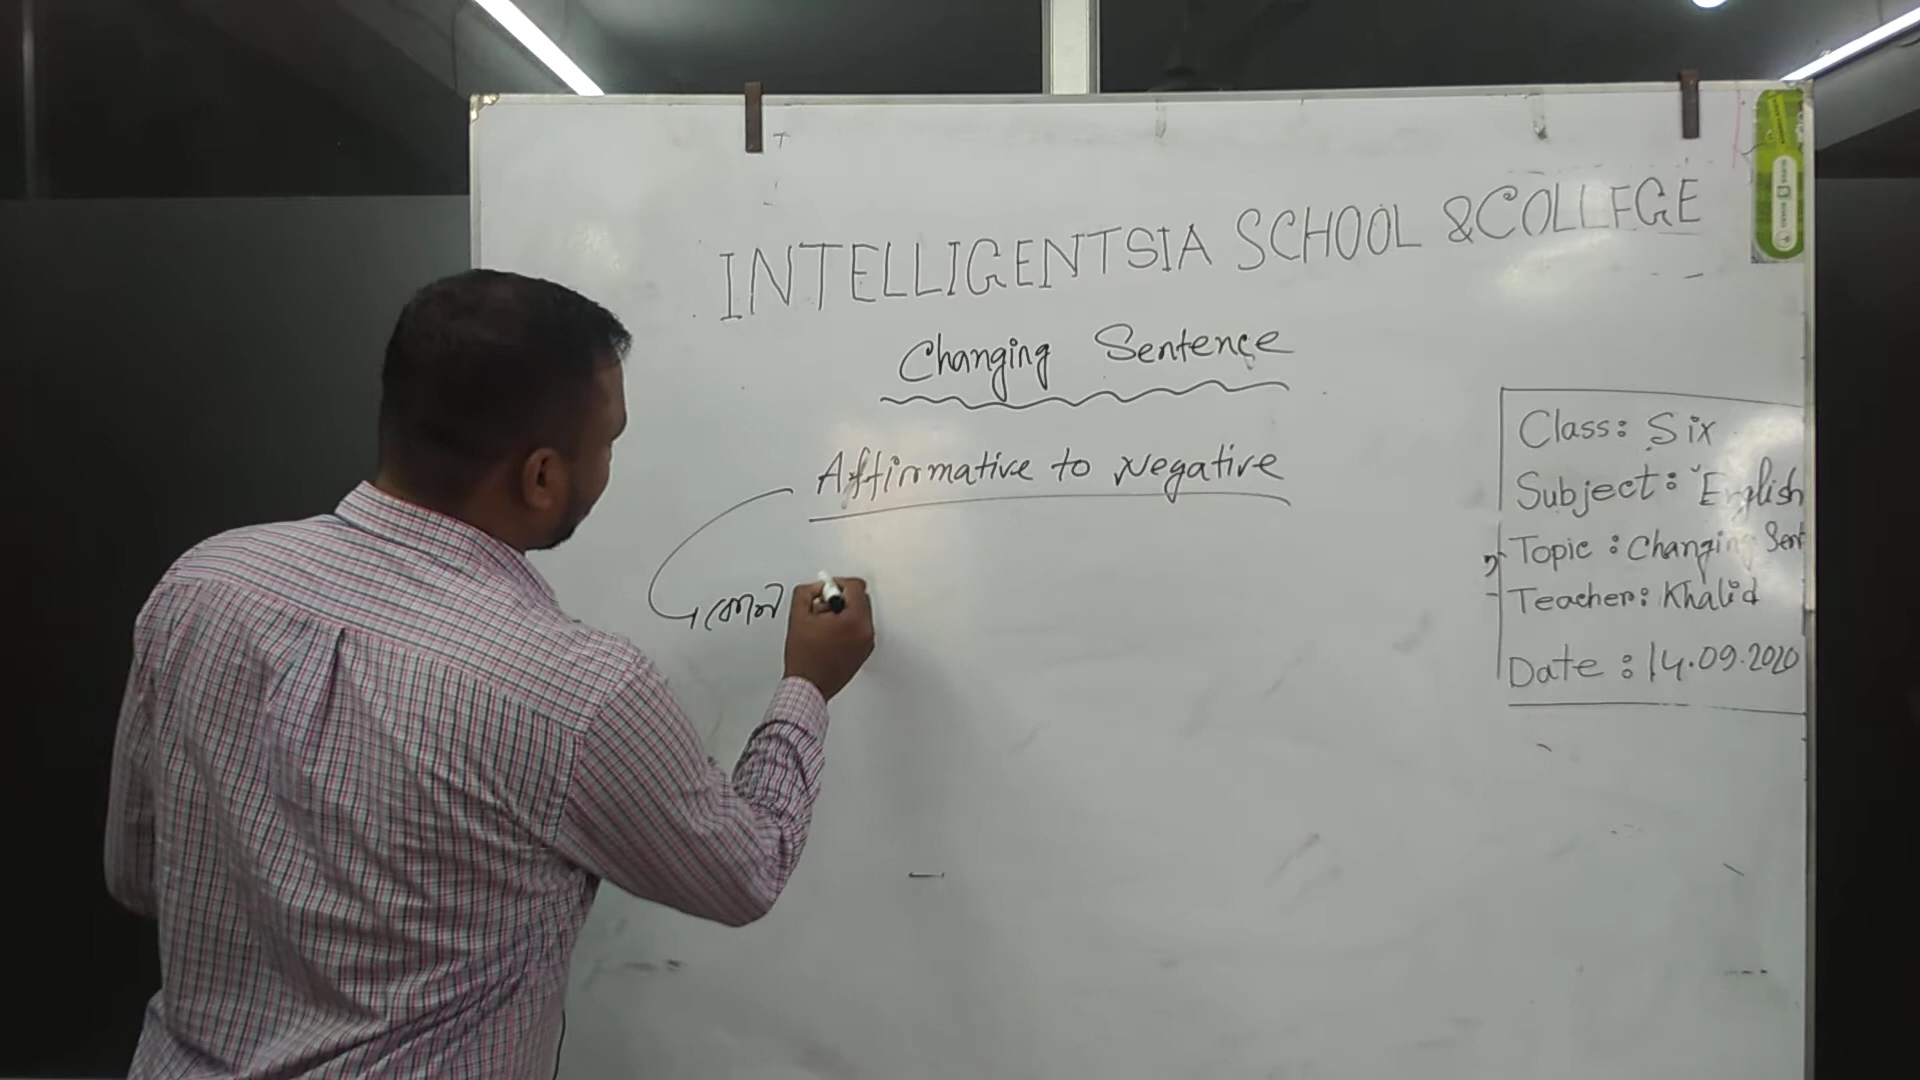 INTELLIGENTSIA SCHOOL & COLLEGE
Changing Sentence
Affirmative to Negative
কোন
Class: Six
Subject: English
Topic: Changing Sent
Teacher: Khalid
Date: 14.09.2020